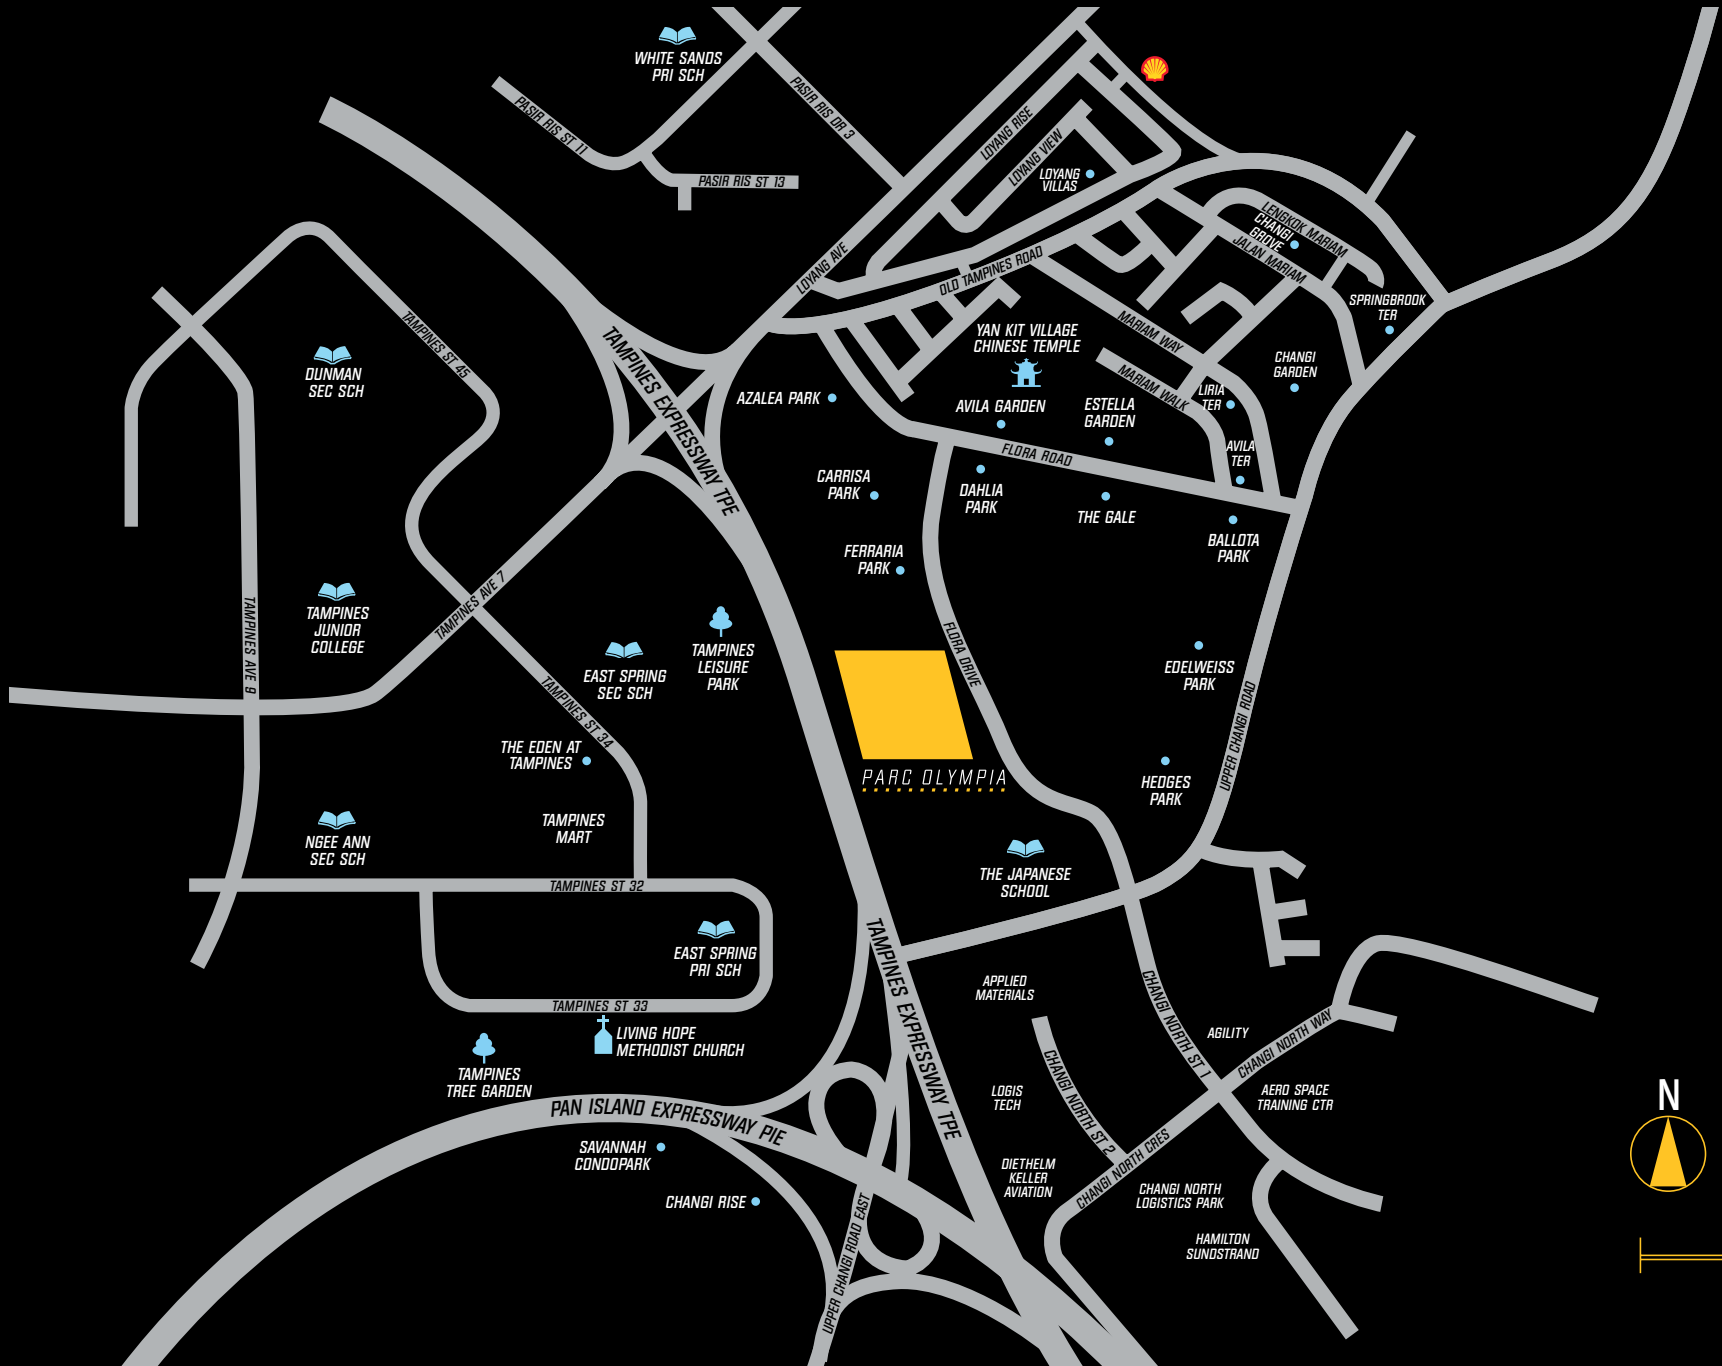 WHITE SANDS
PRI SCH
PASIR RIS DR 3
PASIR RIS ST 11
PASIR RIS ST 13
LOYANG RISE
LOYANG VIEW
LOYANG
VILLAS
LENGKOK MARIAM
CHANGI
GROVE
JALAN MARIAM
LOYANG AVE
OLD TAMPINES ROAD
SPRINGBROOK
TER
TAMPINES ST 45
DUNMAN
SEC SCH
TAMPINES EXPRESSWAY TPE
YAN KIT VILLAGE
CHINESE TEMPLE
MARIAM WAY
MARIAM WALK
CHANGI
GARDEN
LIRIA
TER
AZALEA PARK
AVILA GARDEN
ESTELLA
GARDEN
AVILA
TER
FLORA ROAD
CARRISA
PARK
DAHLIA
PARK
THE GALE
BALLOTA
PARK
FERRARIA
PARK
TAMPINES AVE 7
TAMPINES AVE 9
TAMPINES
JUNIOR
COLLEGE
EAST SPRING
SEC SCH
TAMPINES
LEISURE
PARK
FLORA DRIVE
EDELWEISS
PARK
TAMPINES ST 34
UPPER CHANGI ROAD
THE EDEN AT
TAMPINES
PARC OLYMPIA
HEDGES
PARK
TAMPINES
MART
NGEE ANN
SEC SCH
THE JAPANESE
SCHOOL
TAMPINES ST 32
EAST SPRING
PRI SCH
TAMPINES EXPRESSWAY TPE
APPLIED
MATERIALS
CHANGI NORTH ST 1
TAMPINES ST 33
LIVING HOPE
METHODIST CHURCH
AGILITY
CHANGI NORTH WAY
TAMPINES
TREE GARDEN
CHANGI NORTH ST 2
LOGIS
TECH
AERO SPACE
TRAINING CTR
N
PAN ISLAND EXPRESSWAY PIE
SAVANNAH
CONDOPARK
CHANGI NORTH CRES
DIETHELM
KELLER
AVIATION
CHANGI NORTH
LOGISTICS PARK
CHANGI RISE
UPPER CHANGI ROAD EAST
HAMILTON
SUNDSTRAND